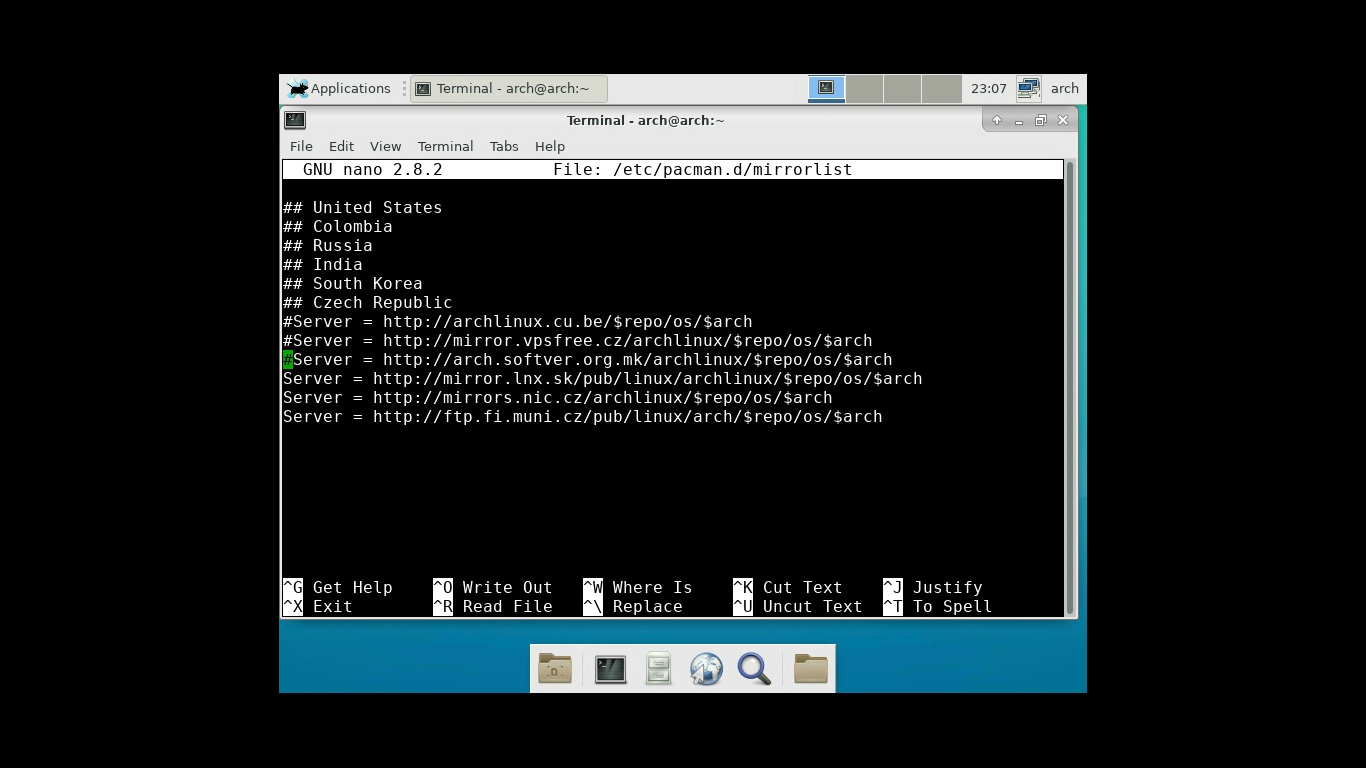 Applications Terminal - arch@arch:~ 23:07 arch
Terminal - arch@arch:~
File Edit View Terminal Tabs Help
GNU nano 2.8.2 File: /etc/pacman.d/mirrorlist
## United States
## Colombia
## Russia
## India
## South Korea
## Czech Republic
#Server = http://archlinux.cu.be/$repo/os/$arch
#Server = http://mirror.vpsfree.cz/archlinux/$repo/os/$arch
#Server = http://arch.softver.org.mk/archlinux/$repo/os/$arch
Server = http://mirror.lnx.sk/pub/linux/archlinux/$repo/os/$arch
Server = http://mirrors.nic.cz/archlinux/$repo/os/$arch
Server = http://ftp.fi.muni.cz/pub/linux/arch/$repo/os/$arch
^G Get Help ^O Write Out ^W Where Is ^K Cut Text ^J Justify
^X Exit ^R Read File ^\ Replace ^U Uncut Text ^T To Spell